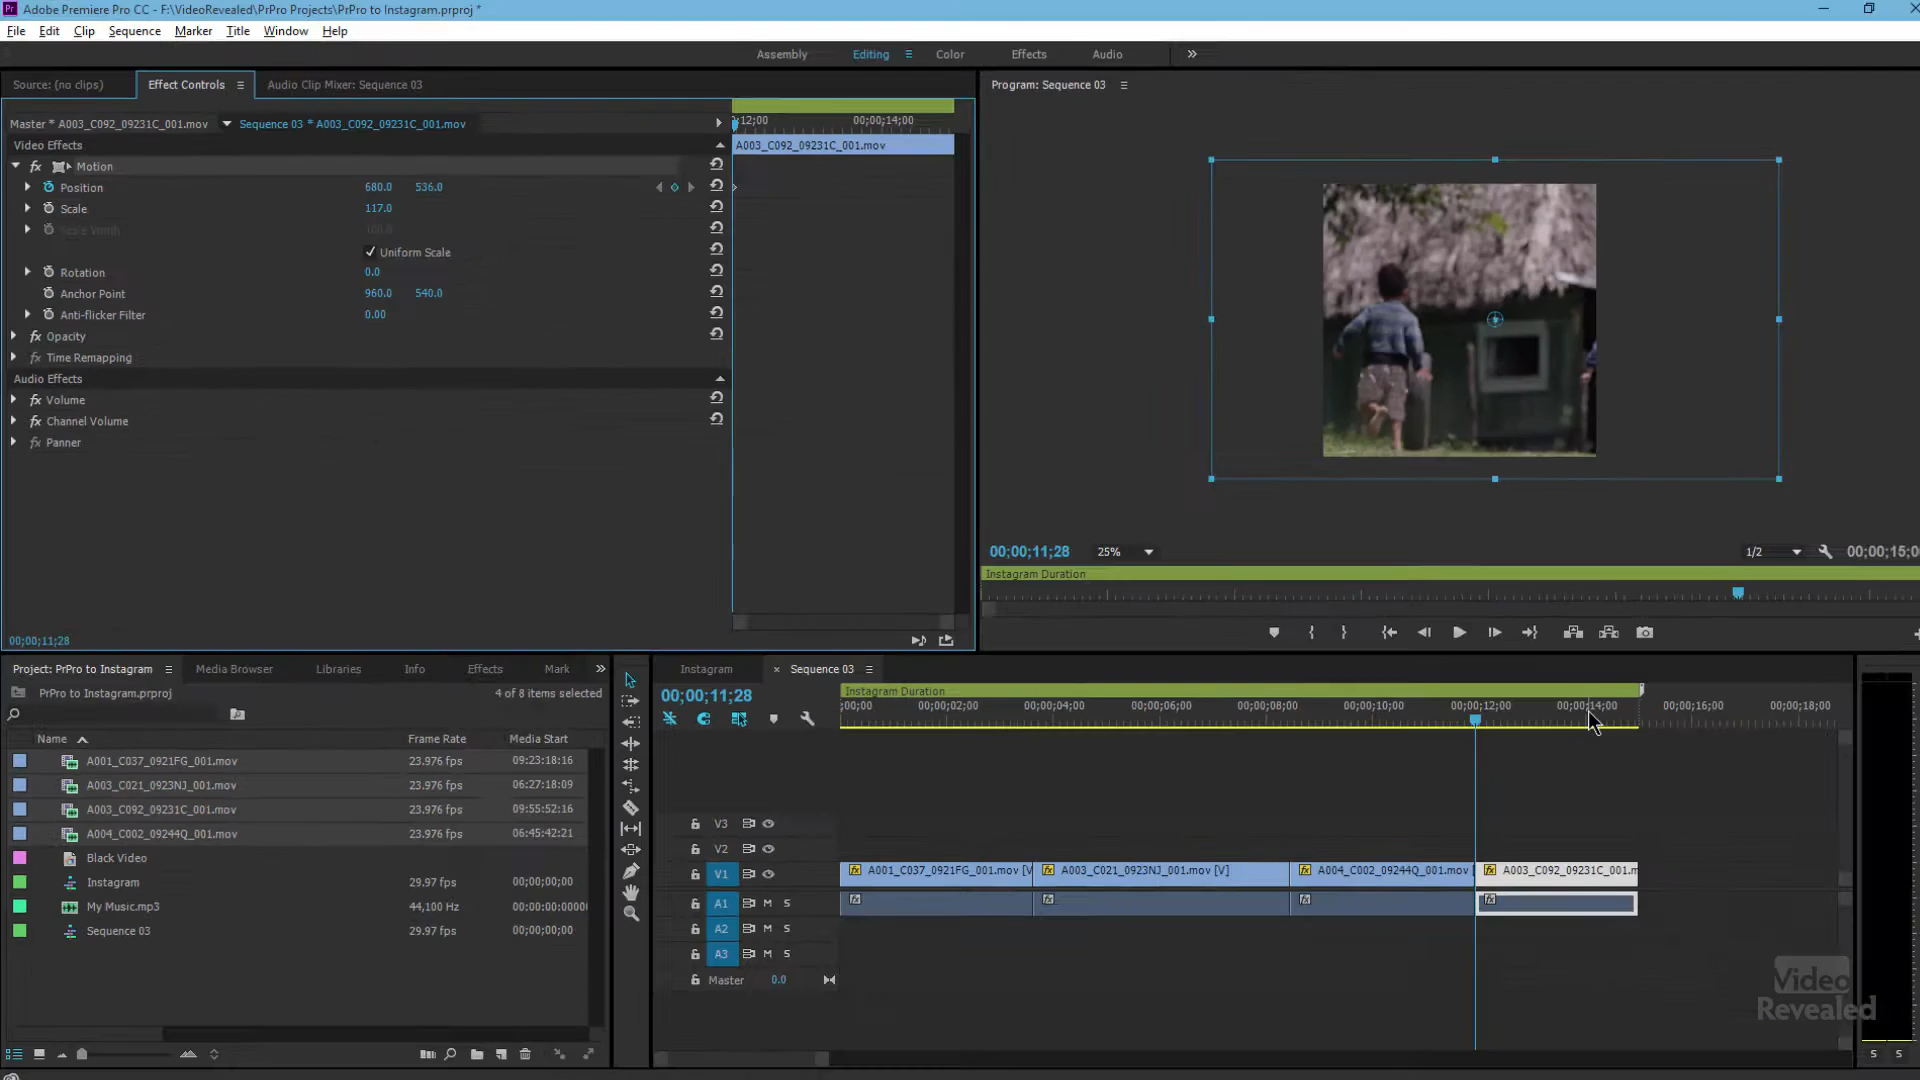 Adobe Premiere Pro CC - F:\VideoRevealed\PrPro Projects\PrPro to Instagram.prproj *
File Edit Clip Sequence Marker Title Window Help
Assembly Editing Color Effects Audio
Source: (no clips) Effect Controls Audio Clip Mixer: Sequence 03
Master * A003_C092_09231C_001.mov Sequence 03 * A003_C092_09231C_001.mov
Video Effects
Motion
Position 680.0 536.0
Scale 117.0
Scale Width 100.0
Uniform Scale
Rotation 0.0
Anchor Point 960.0 540.0
Anti-flicker Filter 0.00
Opacity
Time Remapping
Audio Effects
Volume
Channel Volume
Panner
00;00;11;28
12;00 00;00;14;00
A003_C092_09231C_001.mov
Program: Sequence 03
00;00;11;28 25% 1/2 00;00;15;0
Instagram Duration
Project: PrPro to Instagram Media Browser Libraries Info Effects Mark
PrPro to Instagram.prproj 4 of 8 items selected
Name Frame Rate Media Start
A001_C037_0921FG_001.mov 23.976 fps 09:23:18:16
A003_C021_0923NJ_001.mov 23.976 fps 06:27:18:09
A003_C092_09231C_001.mov 23.976 fps 09:55:52:16
A004_C002_09244Q_001.mov 23.976 fps 06:45:42:21
Black Video
Instagram 29.97 fps 00;00;00;00
My Music.mp3 44,100 Hz 00:00:00:0000
Sequence 03 29.97 fps 00;00;00;00
Instagram Sequence 03
00;00;11;28
Instagram Duration
;00;00 00;00;02;00 00;00;04;00 00;00;06;00 00;00;08;00 00;00;10;00 00;00;12;00 00;00;14;00 00;00;16;00 00;00;18;00
V3
V2
V1 A001_C037_0921FG_001.mov [V A003_C021_0923NJ_001.mov [V] A004_C002_09244Q_001.mov A003_C092_09231C_001.m
A1 M S
A2 M S
A3 M S
Master 0.0
S S
Video
Revealed